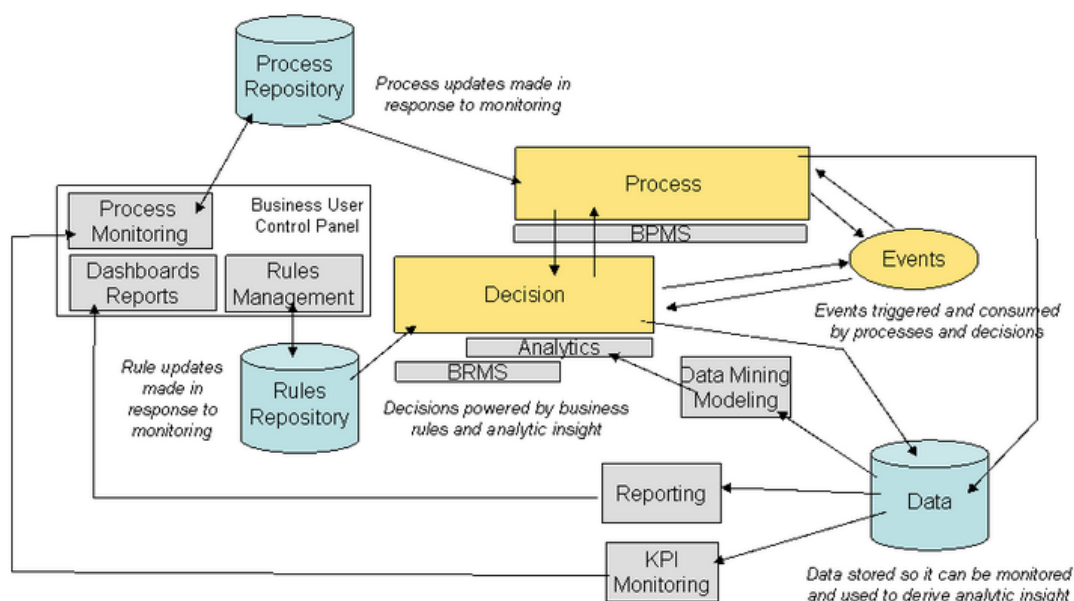 Process
Repository
Process updates made in
response to monitoring
Process
BPMS
Business User
Control Panel
Process
Monitoring
Dashboards
Reports
Rules
Management
Events
Events triggered and consumed
by processes and decisions
Decision
Analytics
BRMS
Decisions powered by business
rules and analytic insight
Rule updates
made in
response to
monitoring
Rules
Repository
Data Mining
Modeling
Reporting
Data
KPI
Monitoring
Data stored so it can be monitored
and used to derive analytic insight